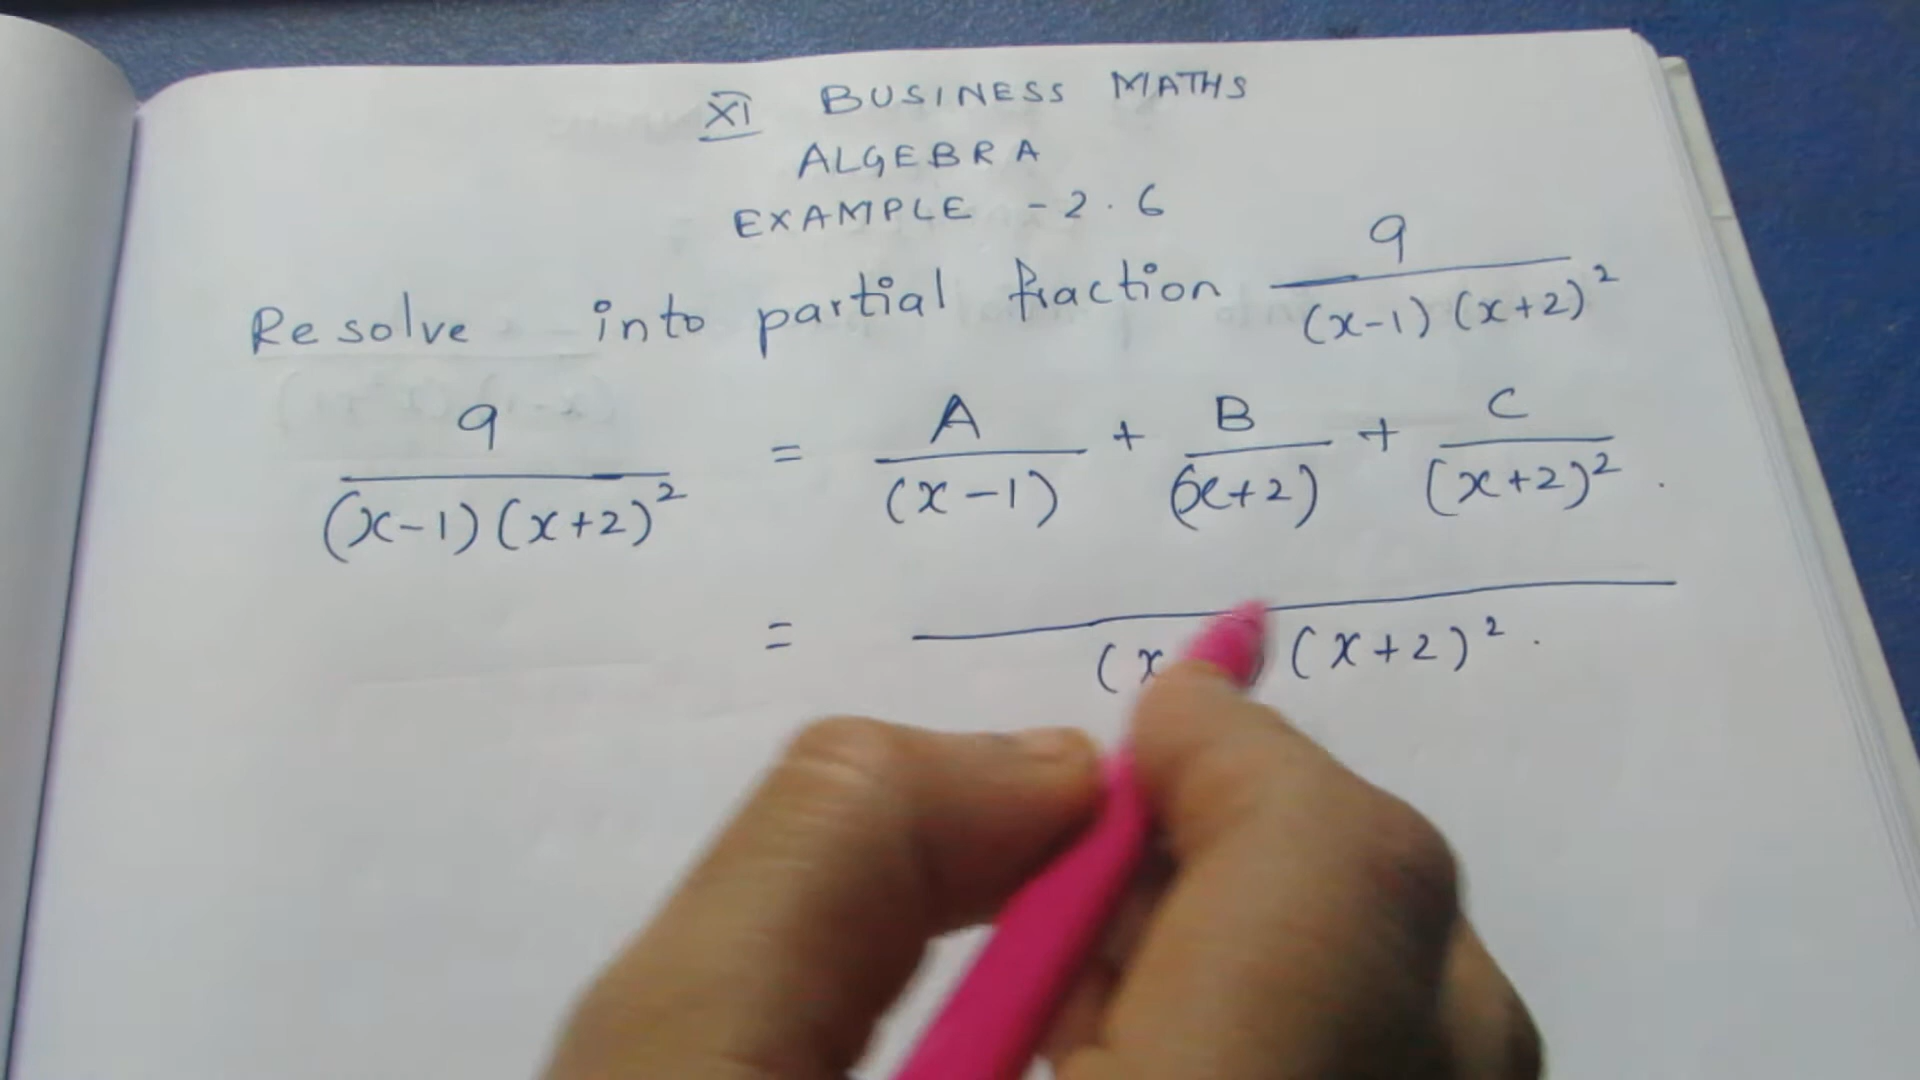 XI BUSINESS MATHS
ALGEBRA
EXAMPLE - 2.6
Resolve into partial fraction 9/(x-1)(x+2)²
9/(x-1)(x+2)² = A/(x-1) + B/(x+2) + C/(x+2)².
= /(x (x+2)².